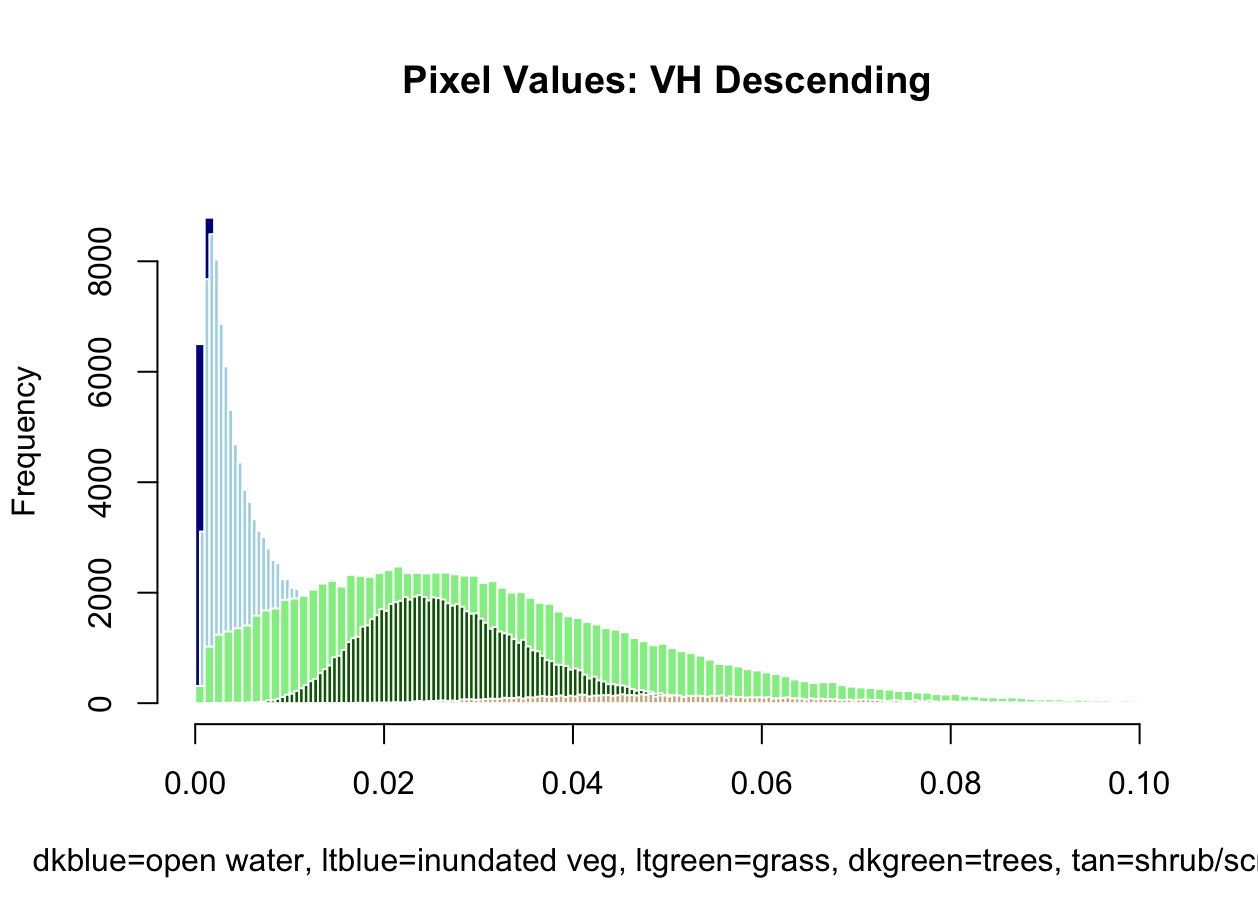 Pixel Values: VH Descending
Frequency
8000
6000
4000
2000
0
0.00 0.02 0.04 0.06 0.08 0.10
dkblue=open water, ltblue=inundated veg, ltgreen=grass, dkgreen=trees, tan=shrub/scr